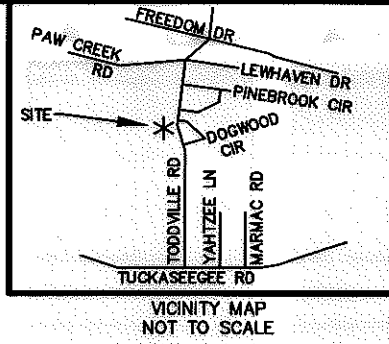 FREEDOM DR
PAW CREEK
RD
LEWHAVEN DR
PINEBROOK CIR
SITE
DOGWOOD
CIR
TODDVILLE RD
YAHTZEE LN
MARMAC RD
TUCKASEEGEE RD
VICINITY MAP
NOT TO SCALE